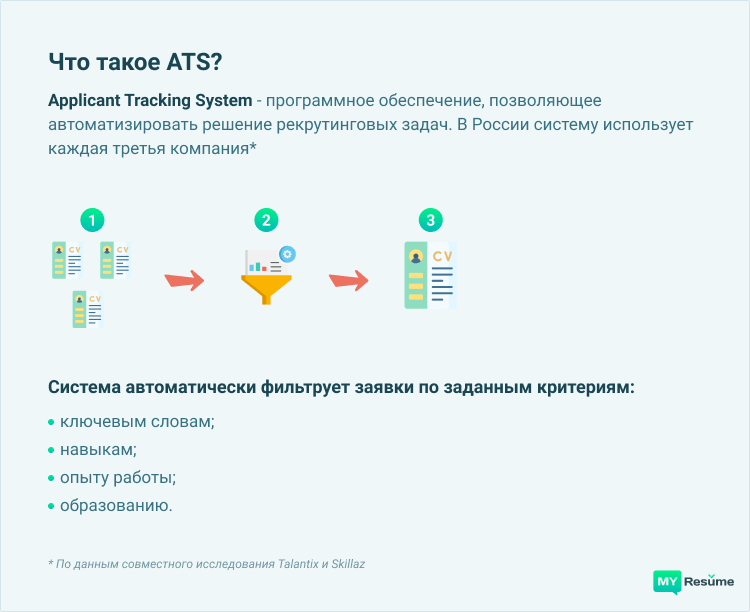 Что такое ATS?
Applicant Tracking System - программное обеспечение, позволяющее
автоматизировать решение рекрутинговых задач. В России систему использует
каждая третья компания*
1
2
3
CV
CV
CV
CV
Система автоматически фильтрует заявки по заданным критериям:
ключевым словам;
навыкам;
опыту работы;
образованию.
* По данным совместного исследования Talantix и Skillaz
MY Resume